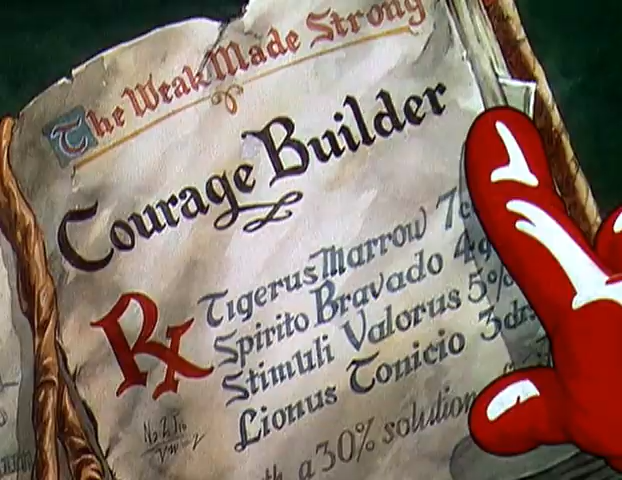 The Weak Made Strong
Courage Builder
Rx Tigerus Marrow 7c
Spirito Bravado 4g
Stimuli Valorus 5%
Lionus Tonicio 3dr.
a 30% solution